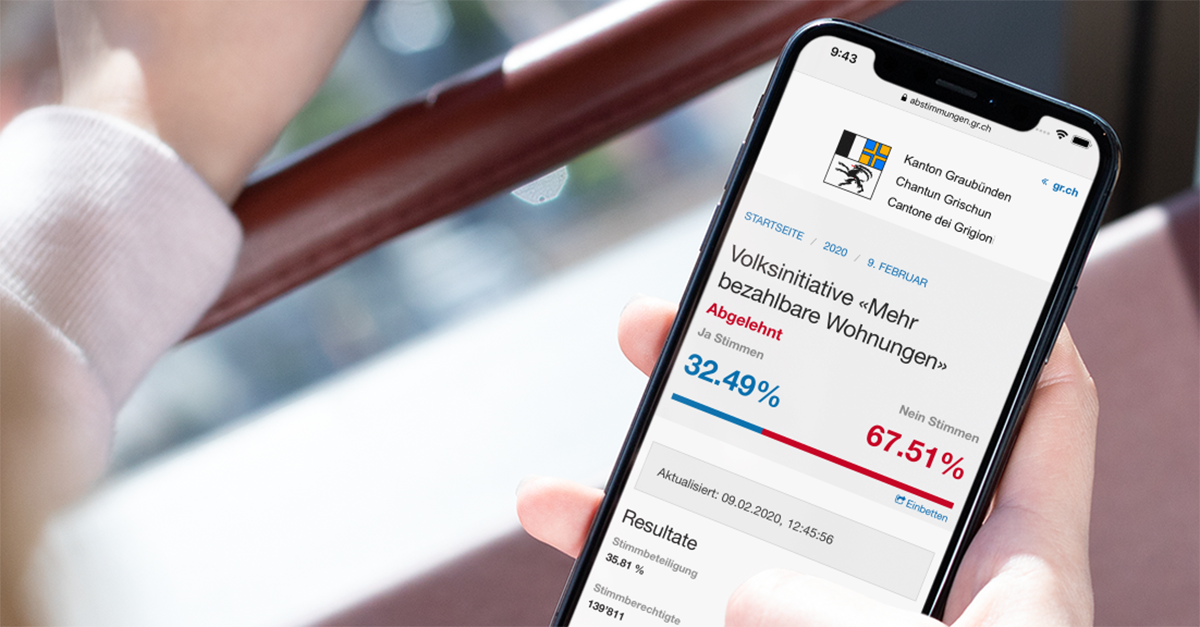 9:43
abstimmungen.gr.ch
Kanton Graubünden
Chantun Grischun
Cantone dei Grigioni
« gr.ch
STARTSEITE / 2020 / 9. FEBRUAR
Volksinitiative «Mehr
bezahlbare Wohnungen»
Abgelehnt
Ja Stimmen
32.49%
Nein Stimmen
67.51%
Einbetten
Aktualisiert: 09.02.2020, 12:45:56
Resultate
Stimmbeteiligung
35.81 %
Stimmberechtigte
139'811